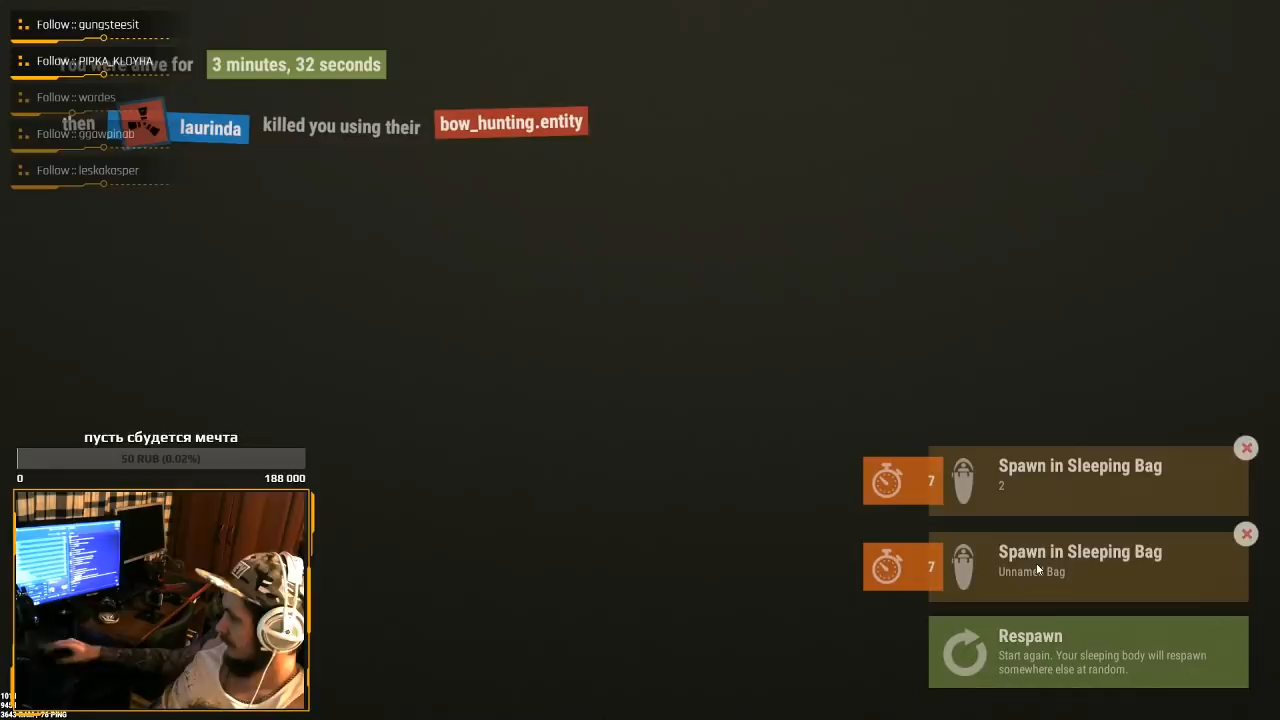 Follow :: gungsteesit
Follow :: PIPKA_KLOYHA
You were alive for 3 minutes, 32 seconds
Follow :: wardes
then laurinda killed you using their bow_hunting.entity
Follow :: ggawpinab
Follow :: leskakasper
пусть сбудется мечта
50 RUB (0.02%)
0 188 000
7 Spawn in Sleeping Bag
2
7 Spawn in Sleeping Bag
Unnamed Bag
Respawn
Start again. Your sleeping body will respawn
somewhere else at random.